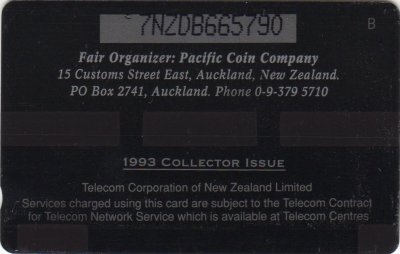 7NZDB665790 B
Fair Organizer: Pacific Coin Company
15 Customs Street East, Auckland, New Zealand.
PO Box 2741, Auckland. Phone 0-9-379 5710
1993 COLLECTOR ISSUE
Telecom Corporation of New Zealand Limited
Services charged using this card are subject to the Telecom Contract
for Telecom Network Service which is available at Telecom Centres